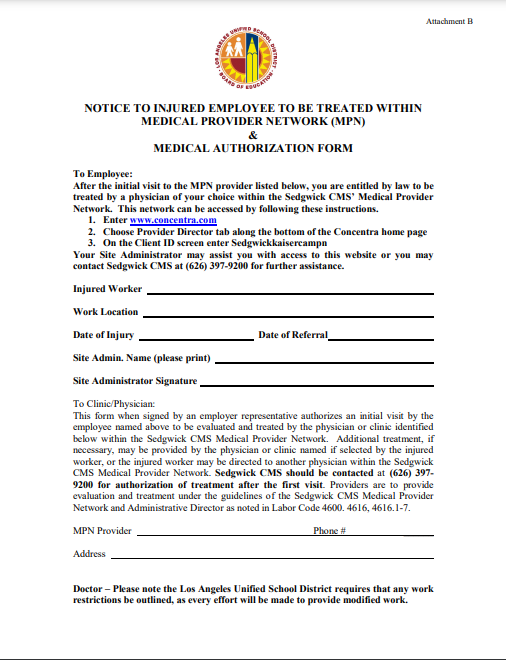 Attachment B
LOS ANGELES UNIFIED SCHOOL DISTRICT
BOARD OF EDUCATION
NOTICE TO INJURED EMPLOYEE TO BE TREATED WITHIN
MEDICAL PROVIDER NETWORK (MPN)
&
MEDICAL AUTHORIZATION FORM
To Employee:
After the initial visit to the MPN provider listed below, you are entitled by law to be
treated by a physician of your choice within the Sedgwick CMS’ Medical Provider
Network. This network can be accessed by following these instructions.
1. Enter www.concentra.com
2. Choose Provider Director tab along the bottom of the Concentra home page
3. On the Client ID screen enter Sedgwickkaisercampn
Your Site Administrator may assist you with access to this website or you may
contact Sedgwick CMS at (626) 397-9200 for further assistance.
Injured Worker
Work Location
Date of Injury Date of Referral
Site Admin. Name (please print)
Site Administrator Signature
To Clinic/Physician:
This form when signed by an employer representative authorizes an initial visit by the
employee named above to be evaluated and treated by the physician or clinic identified
below within the Sedgwick CMS Medical Provider Network. Additional treatment, if
necessary, may be provided by the physician or clinic named if selected by the injured
worker, or the injured worker may be directed to another physician within the Sedgwick
CMS Medical Provider Network. Sedgwick CMS should be contacted at (626) 397-
9200 for authorization of treatment after the first visit. Providers are to provide
evaluation and treatment under the guidelines of the Sedgwick CMS Medical Provider
Network and Administrative Director as noted in Labor Code 4600. 4616, 4616.1-7.
MPN Provider Phone #
Address
Doctor – Please note the Los Angeles Unified School District requires that any work
restrictions be outlined, as every effort will be made to provide modified work.